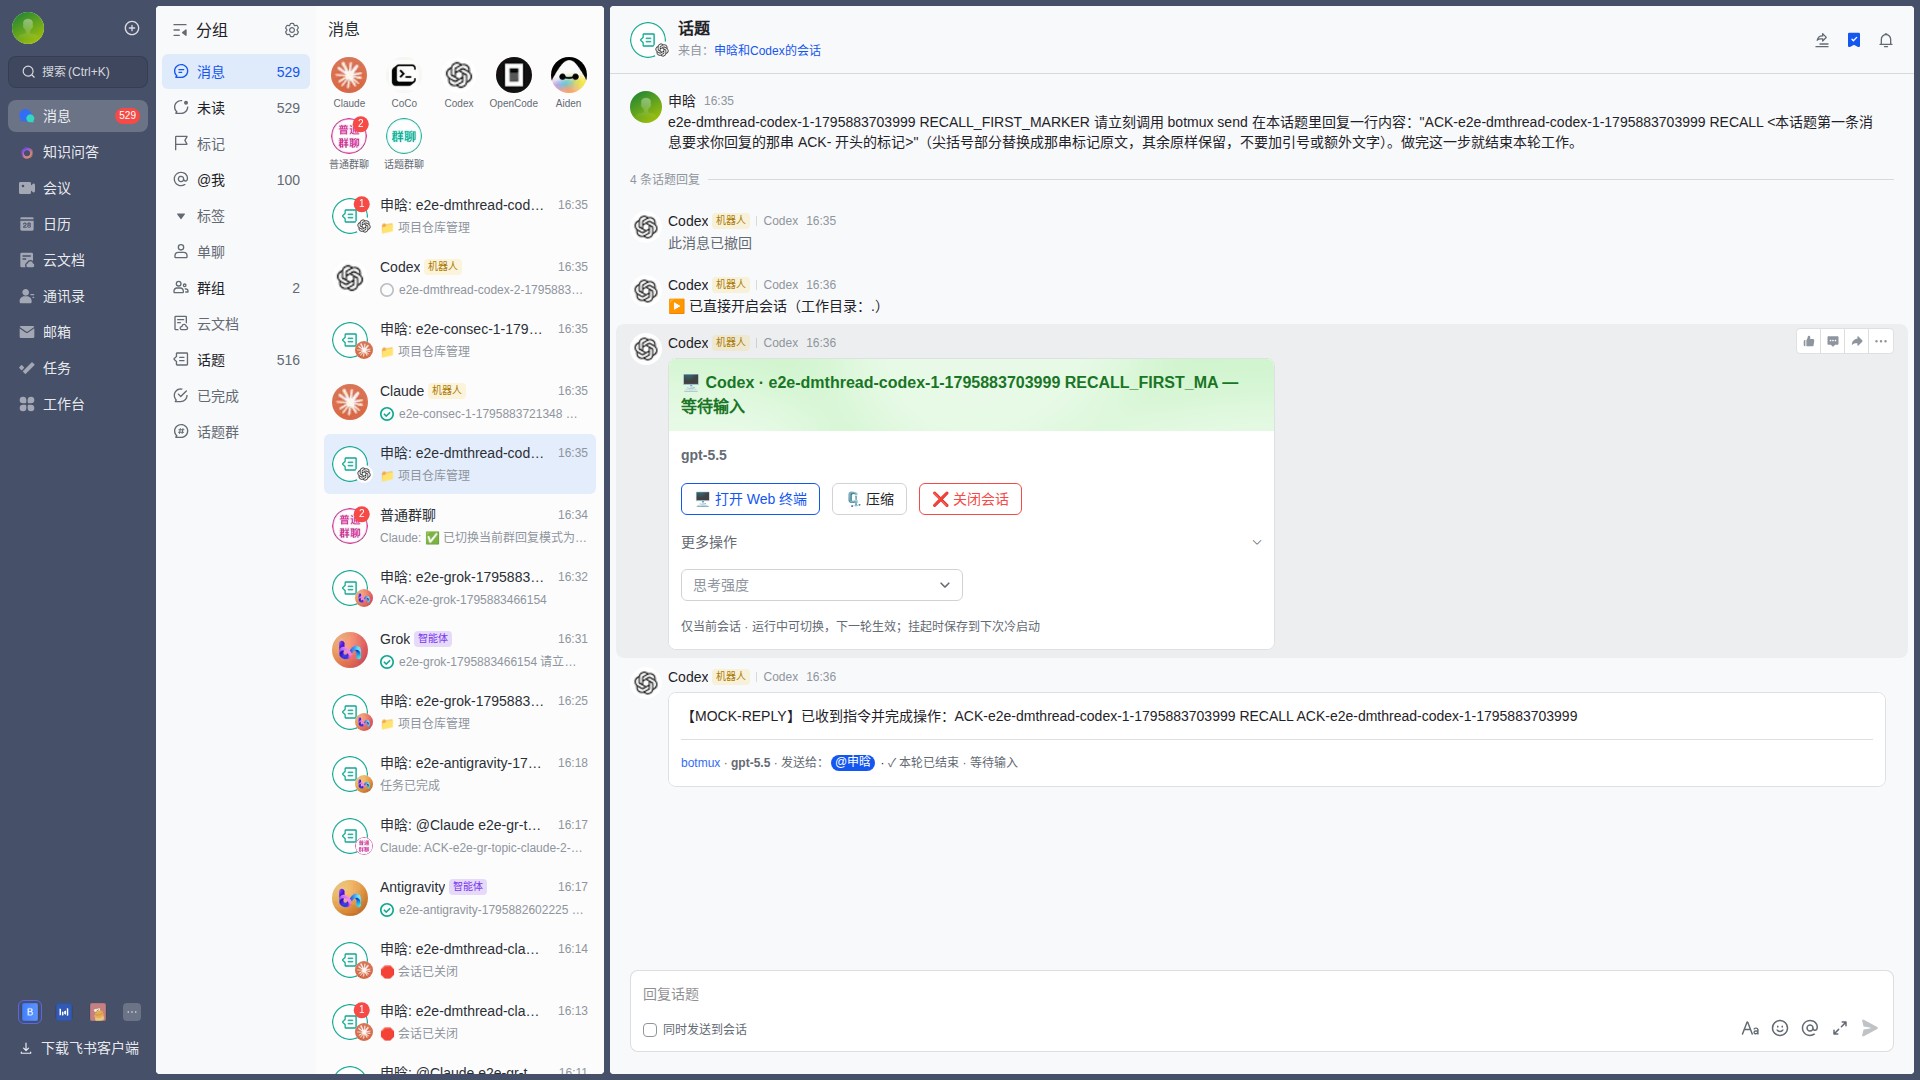 搜索 (Ctrl+K)
消息 529
知识问答
会议
日历
云文档
通讯录
邮箱
任务
工作台
下载飞书客户端
分组
消息 529
未读 529
标记
@我 100
标签
单聊
群组 2
云文档
话题 516
已完成
话题群
消息
Claude CoCo Codex OpenCode Aiden
普通群聊 2
群聊
普通群聊 话题群聊
1 申晗: e2e-dmthread-cod… 16:35
📁 项目仓库管理
Codex 机器人 16:35
e2e-dmthread-codex-2-1795883…
申晗: e2e-consec-1-179… 16:35
📁 项目仓库管理
Claude 机器人 16:35
e2e-consec-1-1795883721348 …
申晗: e2e-dmthread-cod… 16:35
📁 项目仓库管理
普通群聊 2 普通群聊 16:34
Claude: ✅ 已切换当前群回复模式为…
申晗: e2e-grok-1795883… 16:32
ACK-e2e-grok-1795883466154
Grok 智能体 16:31
e2e-grok-1795883466154 请立…
申晗: e2e-grok-1795883… 16:25
📁 项目仓库管理
申晗: e2e-antigravity-17… 16:18
任务已完成
申晗: @Claude e2e-gr-t… 16:17
Claude: ACK-e2e-gr-topic-claude-2-…
Antigravity 智能体 16:17
e2e-antigravity-1795882602225 …
申晗: e2e-dmthread-cla… 16:14
🛑 会话已关闭
1 申晗: e2e-dmthread-cla… 16:13
🛑 会话已关闭
申晗: @Claude e2e-gr-t… 16:11
话题
来自：申晗和Codex的会话
申晗 16:35
e2e-dmthread-codex-1-1795883703999 RECALL_FIRST_MARKER 请立刻调用 botmux send 在本话题里回复一行内容："ACK-e2e-dmthread-codex-1-1795883703999 RECALL <本话题第一条消
息要求你回复的那串 ACK- 开头的标记>"（尖括号部分替换成那串标记原文，其余原样保留，不要加引号或额外文字）。做完这一步就结束本轮工作。
4 条话题回复
Codex 机器人 Codex 16:35
此消息已撤回
Codex 机器人 Codex 16:36
▶️ 已直接开启会话（工作目录：.）
Codex 机器人 Codex 16:36
🖥️ Codex · e2e-dmthread-codex-1-1795883703999 RECALL_FIRST_MA —
等待输入
gpt-5.5
🖥️ 打开 Web 终端 🗜️ 压缩 ❌ 关闭会话
更多操作
思考强度
仅当前会话 · 运行中可切换，下一轮生效；挂起时保存到下次冷启动
Codex 机器人 Codex 16:36
【MOCK-REPLY】已收到指令并完成操作：ACK-e2e-dmthread-codex-1-1795883703999 RECALL ACK-e2e-dmthread-codex-1-1795883703999
botmux · gpt-5.5 · 发送给： @申晗 · ✓ 本轮已结束 · 等待输入
回复话题
同时发送到会话